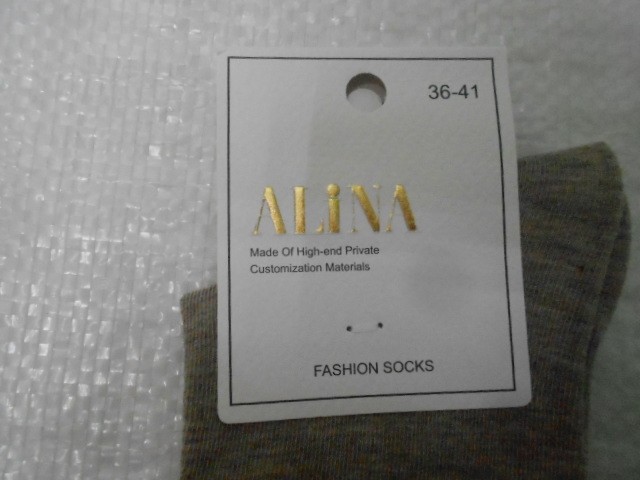 36-41
ALiNA
Made Of High-end Private
Customization Materials
FASHION SOCKS